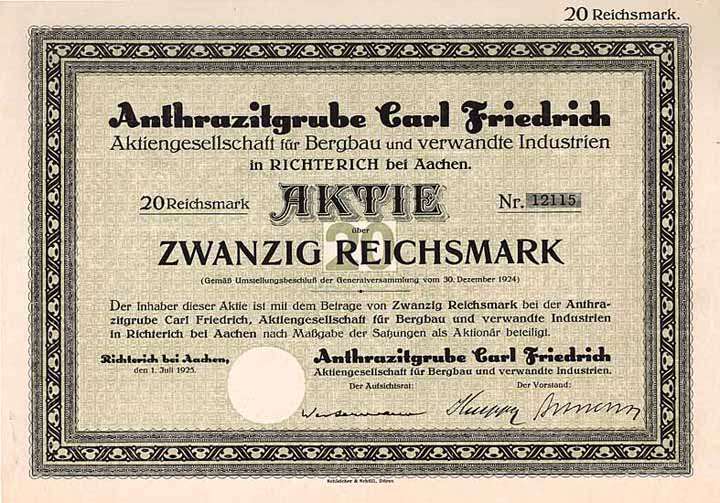 20 Reichsmark.
Anthrazitgrube Carl Friedrich
Aktiengesellschaft für Bergbau und verwandte Industrien
in RICHTERICH bei Aachen.
20 Reichsmark AKTIE Nr. 12115
über
20
ZWANZIG REICHSMARK
(Gemäß Umstellungsbeschluß der Generalversammlung vom 30. Dezember 1924)
Der Inhaber dieser Aktie ist mit dem Betrage von Zwanzig Reichsmark bei der Anthra-
zitgrube Carl Friedrich, Aktiengesellschaft für Bergbau und verwandte Industrien
in Richterich bei Aachen nach Maßgabe der Satzungen als Aktionär beteiligt.
Richterich bei Aachen,
den 1. Juli 1925.
Anthrazitgrube Carl Friedrich
Aktiengesellschaft für Bergbau und verwandte Industrien.
Der Aufsichtsrat: Der Vorstand:
Schleicher & Schüll, Düren